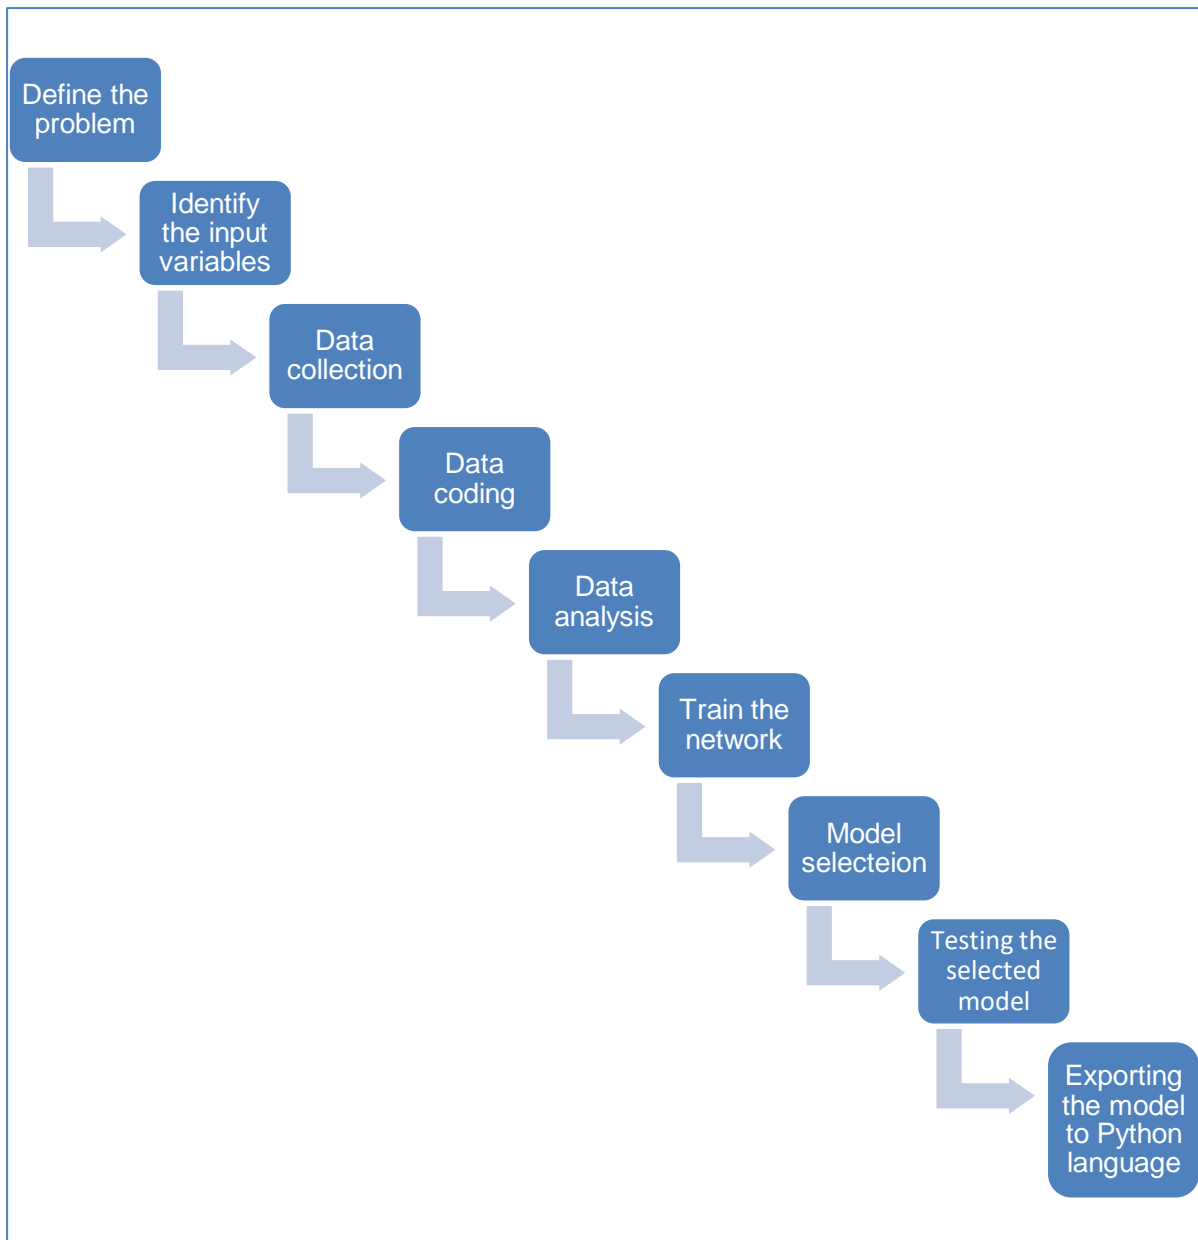 Define the
problem
Identify
the input
variables
Data
collection
Data
coding
Data
analysis
Train the
network
Model
selecteion
Testing the
selected
model
Exporting
the model
to Python
language